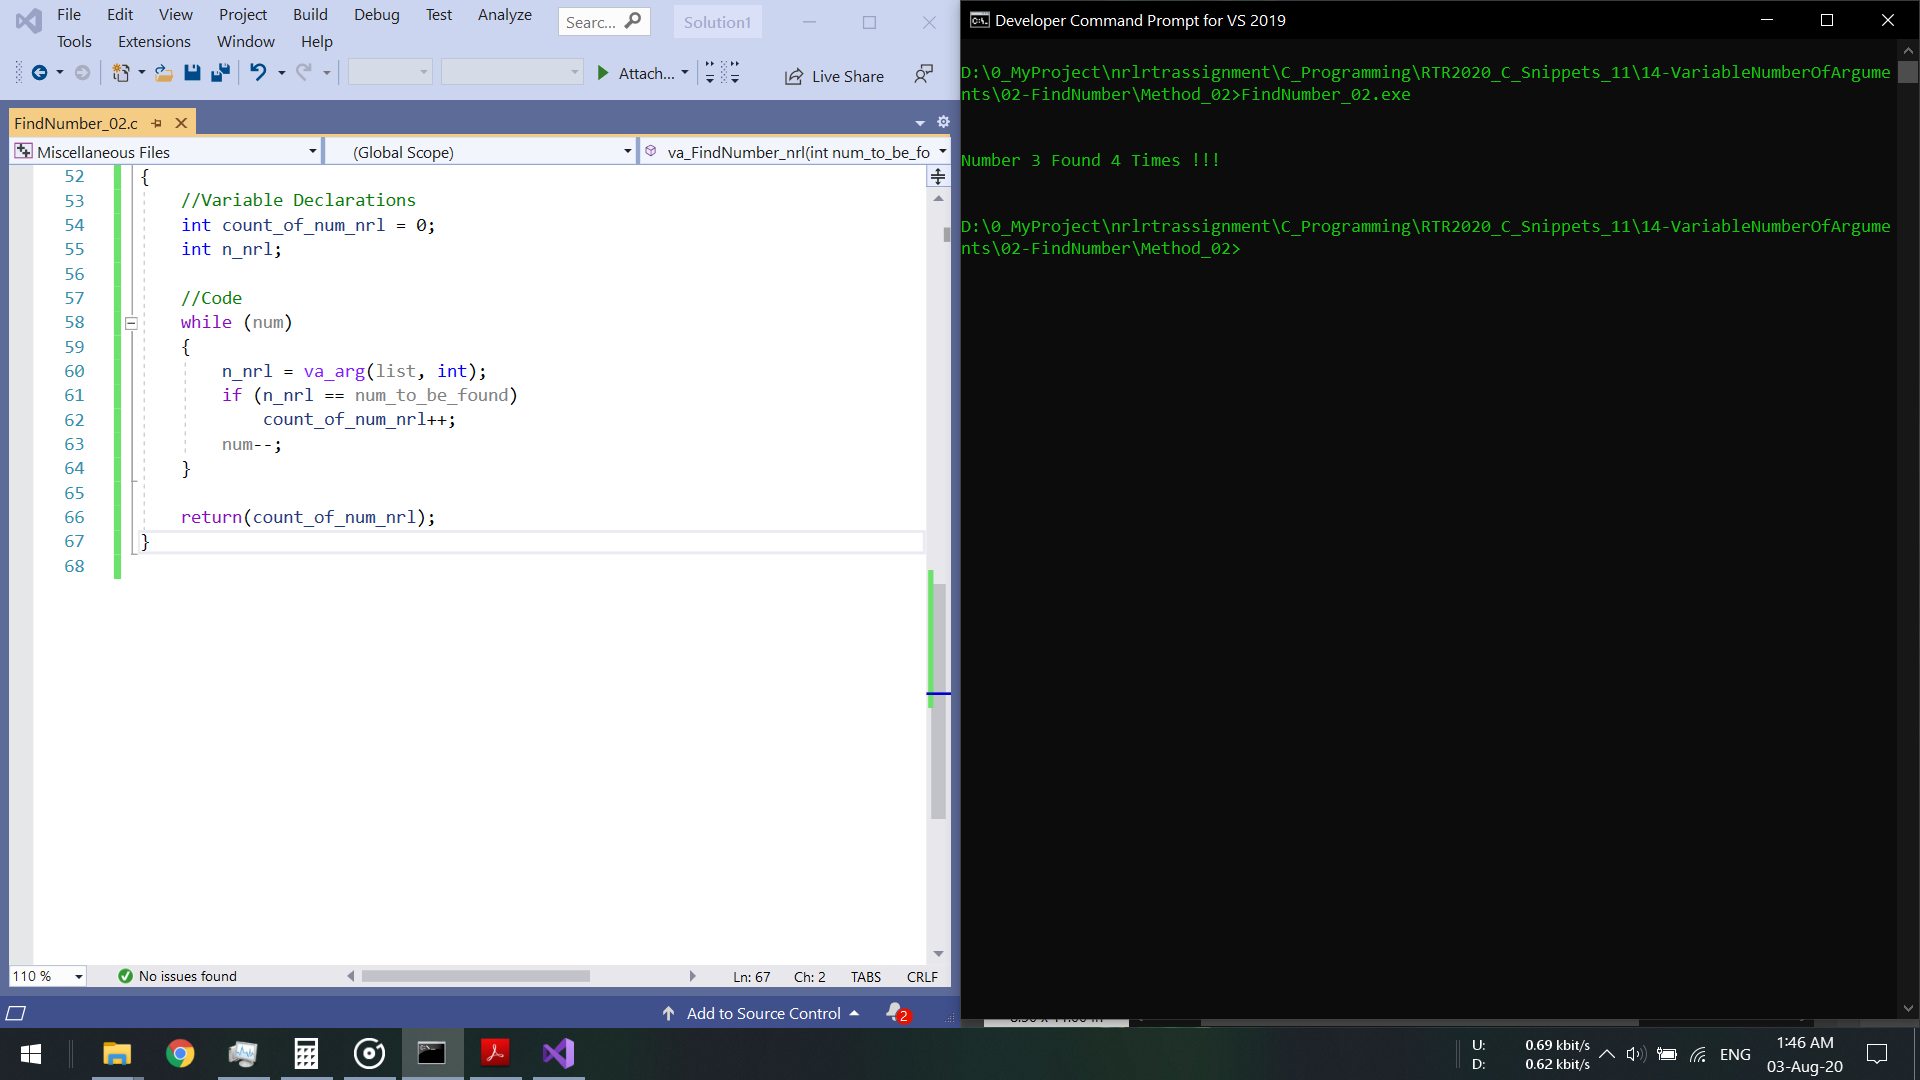 File Edit View Project Build Debug Test Analyze Searc... Solution1
Tools Extensions Window Help
Attach... Live Share
FindNumber_02.c
Miscellaneous Files (Global Scope) va_FindNumber_nrl(int num_to_be_fo
52 {
53 //Variable Declarations
54 int count_of_num_nrl = 0;
55 int n_nrl;
56
57 //Code
58 while (num)
59 {
60 n_nrl = va_arg(list, int);
61 if (n_nrl == num_to_be_found)
62 count_of_num_nrl++;
63 num--;
64 }
65
66 return(count_of_num_nrl);
67 }
68
110 % No issues found Ln: 67 Ch: 2 TABS CRLF
Add to Source Control 2
Developer Command Prompt for VS 2019
D:\0_MyProject\nrlrtrassignment\C_Programming\RTR2020_C_Snippets_11\14-VariableNumberOfArgume
nts\02-FindNumber\Method_02>FindNumber_02.exe
Number 3 Found 4 Times !!!
D:\0_MyProject\nrlrtrassignment\C_Programming\RTR2020_C_Snippets_11\14-VariableNumberOfArgume
nts\02-FindNumber\Method_02>
U: 0.69 kbit/s
D: 0.62 kbit/s
ENG
1:46 AM
03-Aug-20